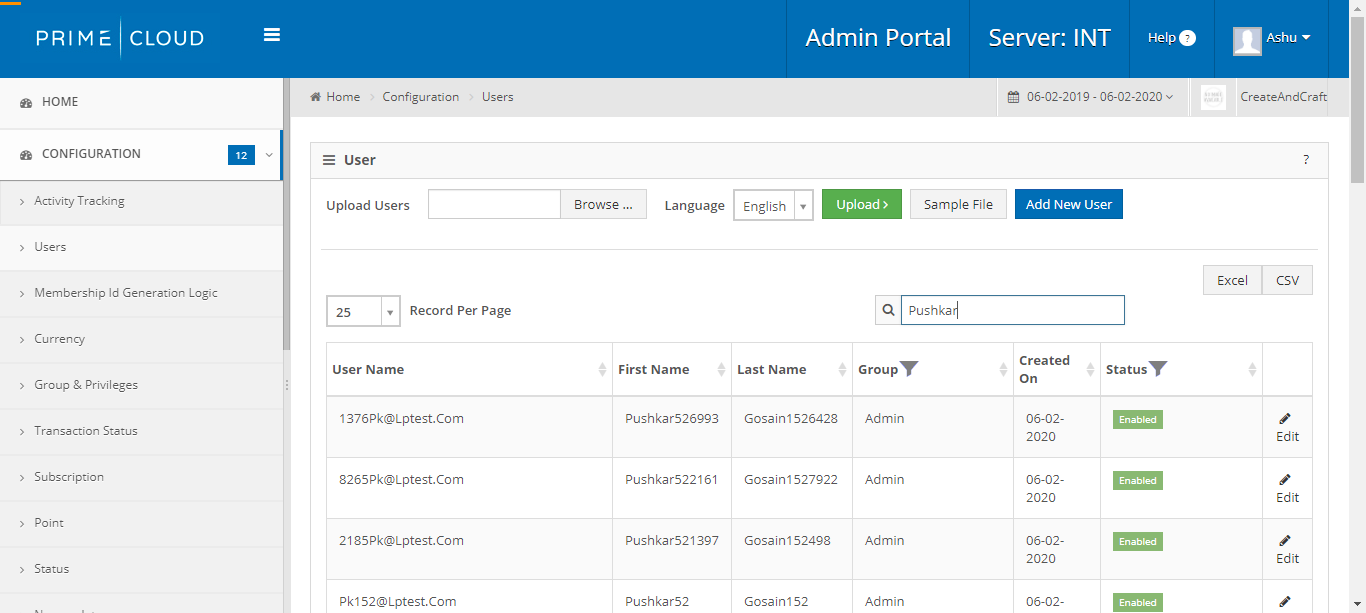 PRIME CLOUD
Admin Portal
Server: INT
Help ?
Ashu
HOME
CONFIGURATION 12
Activity Tracking
Users
Membership Id Generation Logic
Currency
Group & Privileges
Transaction Status
Subscription
Point
Status
Home > Configuration > Users
06-02-2019 - 06-02-2020
CreateAndCraft
User ?
Upload Users Browse ... Language English Upload > Sample File Add New User
Excel CSV
25 Record Per Page Pushkar
User Name First Name Last Name Group Created On Status
1376Pk@Lptest.Com Pushkar526993 Gosain1526428 Admin 06-02-2020 Enabled Edit
8265Pk@Lptest.Com Pushkar522161 Gosain1527922 Admin 06-02-2020 Enabled Edit
2185Pk@Lptest.Com Pushkar521397 Gosain152498 Admin 06-02-2020 Enabled Edit
Pk152@Lptest.Com Pushkar52 Gosain152 Admin 06-02- Enabled